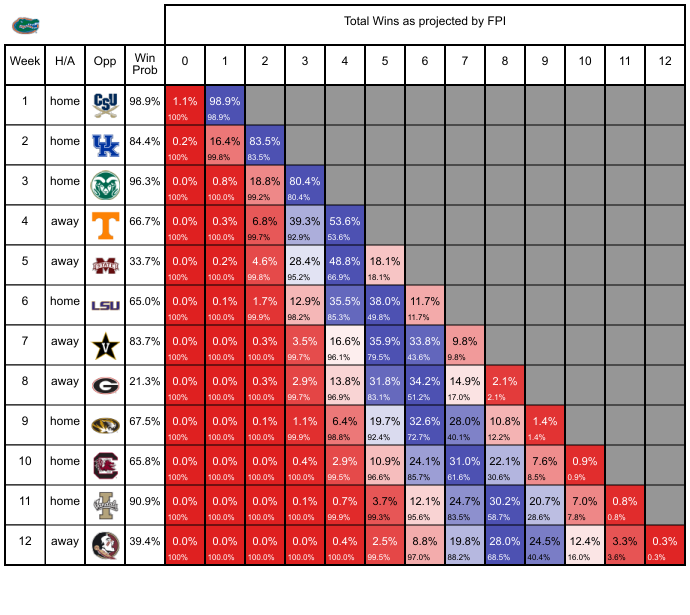 Total Wins as projected by FPI
Week H/A Opp Win Prob 0 1 2 3 4 5 6 7 8 9 10 11 12
1 home CSU 98.9% 1.1% 98.9%
100% 98.9%
2 home UK 84.4% 0.2% 16.4% 83.5%
100% 99.8% 83.5%
3 home 96.3% 0.0% 0.8% 18.8% 80.4%
100% 100.0% 99.2% 80.4%
4 away T 66.7% 0.0% 0.3% 6.8% 39.3% 53.6%
100% 100.0% 99.7% 92.9% 53.6%
5 away M STATE 33.7% 0.0% 0.2% 4.6% 28.4% 48.8% 18.1%
100% 100.0% 99.8% 95.2% 66.9% 18.1%
6 home LSU 65.0% 0.0% 0.1% 1.7% 12.9% 35.5% 38.0% 11.7%
100% 100.0% 99.9% 98.2% 85.3% 49.8% 11.7%
7 away V 83.7% 0.0% 0.0% 0.3% 3.5% 16.6% 35.9% 33.8% 9.8%
100% 100.0% 100.0% 99.7% 96.1% 79.5% 43.6% 9.8%
8 away G 21.3% 0.0% 0.0% 0.3% 2.9% 13.8% 31.8% 34.2% 14.9% 2.1%
100% 100.0% 100.0% 99.7% 96.9% 83.1% 51.2% 17.0% 2.1%
9 home 67.5% 0.0% 0.0% 0.1% 1.1% 6.4% 19.7% 32.6% 28.0% 10.8% 1.4%
100% 100.0% 100.0% 99.9% 98.8% 92.4% 72.7% 40.1% 12.2% 1.4%
10 home C 65.8% 0.0% 0.0% 0.0% 0.4% 2.9% 10.9% 24.1% 31.0% 22.1% 7.6% 0.9%
100% 100.0% 100.0% 100.0% 99.5% 96.6% 85.7% 61.6% 30.6% 8.5% 0.9%
11 home I 90.9% 0.0% 0.0% 0.0% 0.1% 0.7% 3.7% 12.1% 24.7% 30.2% 20.7% 7.0% 0.8%
100% 100.0% 100.0% 100.0% 99.9% 99.3% 95.6% 83.5% 58.7% 28.6% 7.8% 0.8%
12 away 39.4% 0.0% 0.0% 0.0% 0.0% 0.4% 2.5% 8.8% 19.8% 28.0% 24.5% 12.4% 3.3% 0.3%
100% 100.0% 100.0% 100.0% 100.0% 99.5% 97.0% 88.2% 68.5% 40.4% 16.0% 3.6% 0.3%